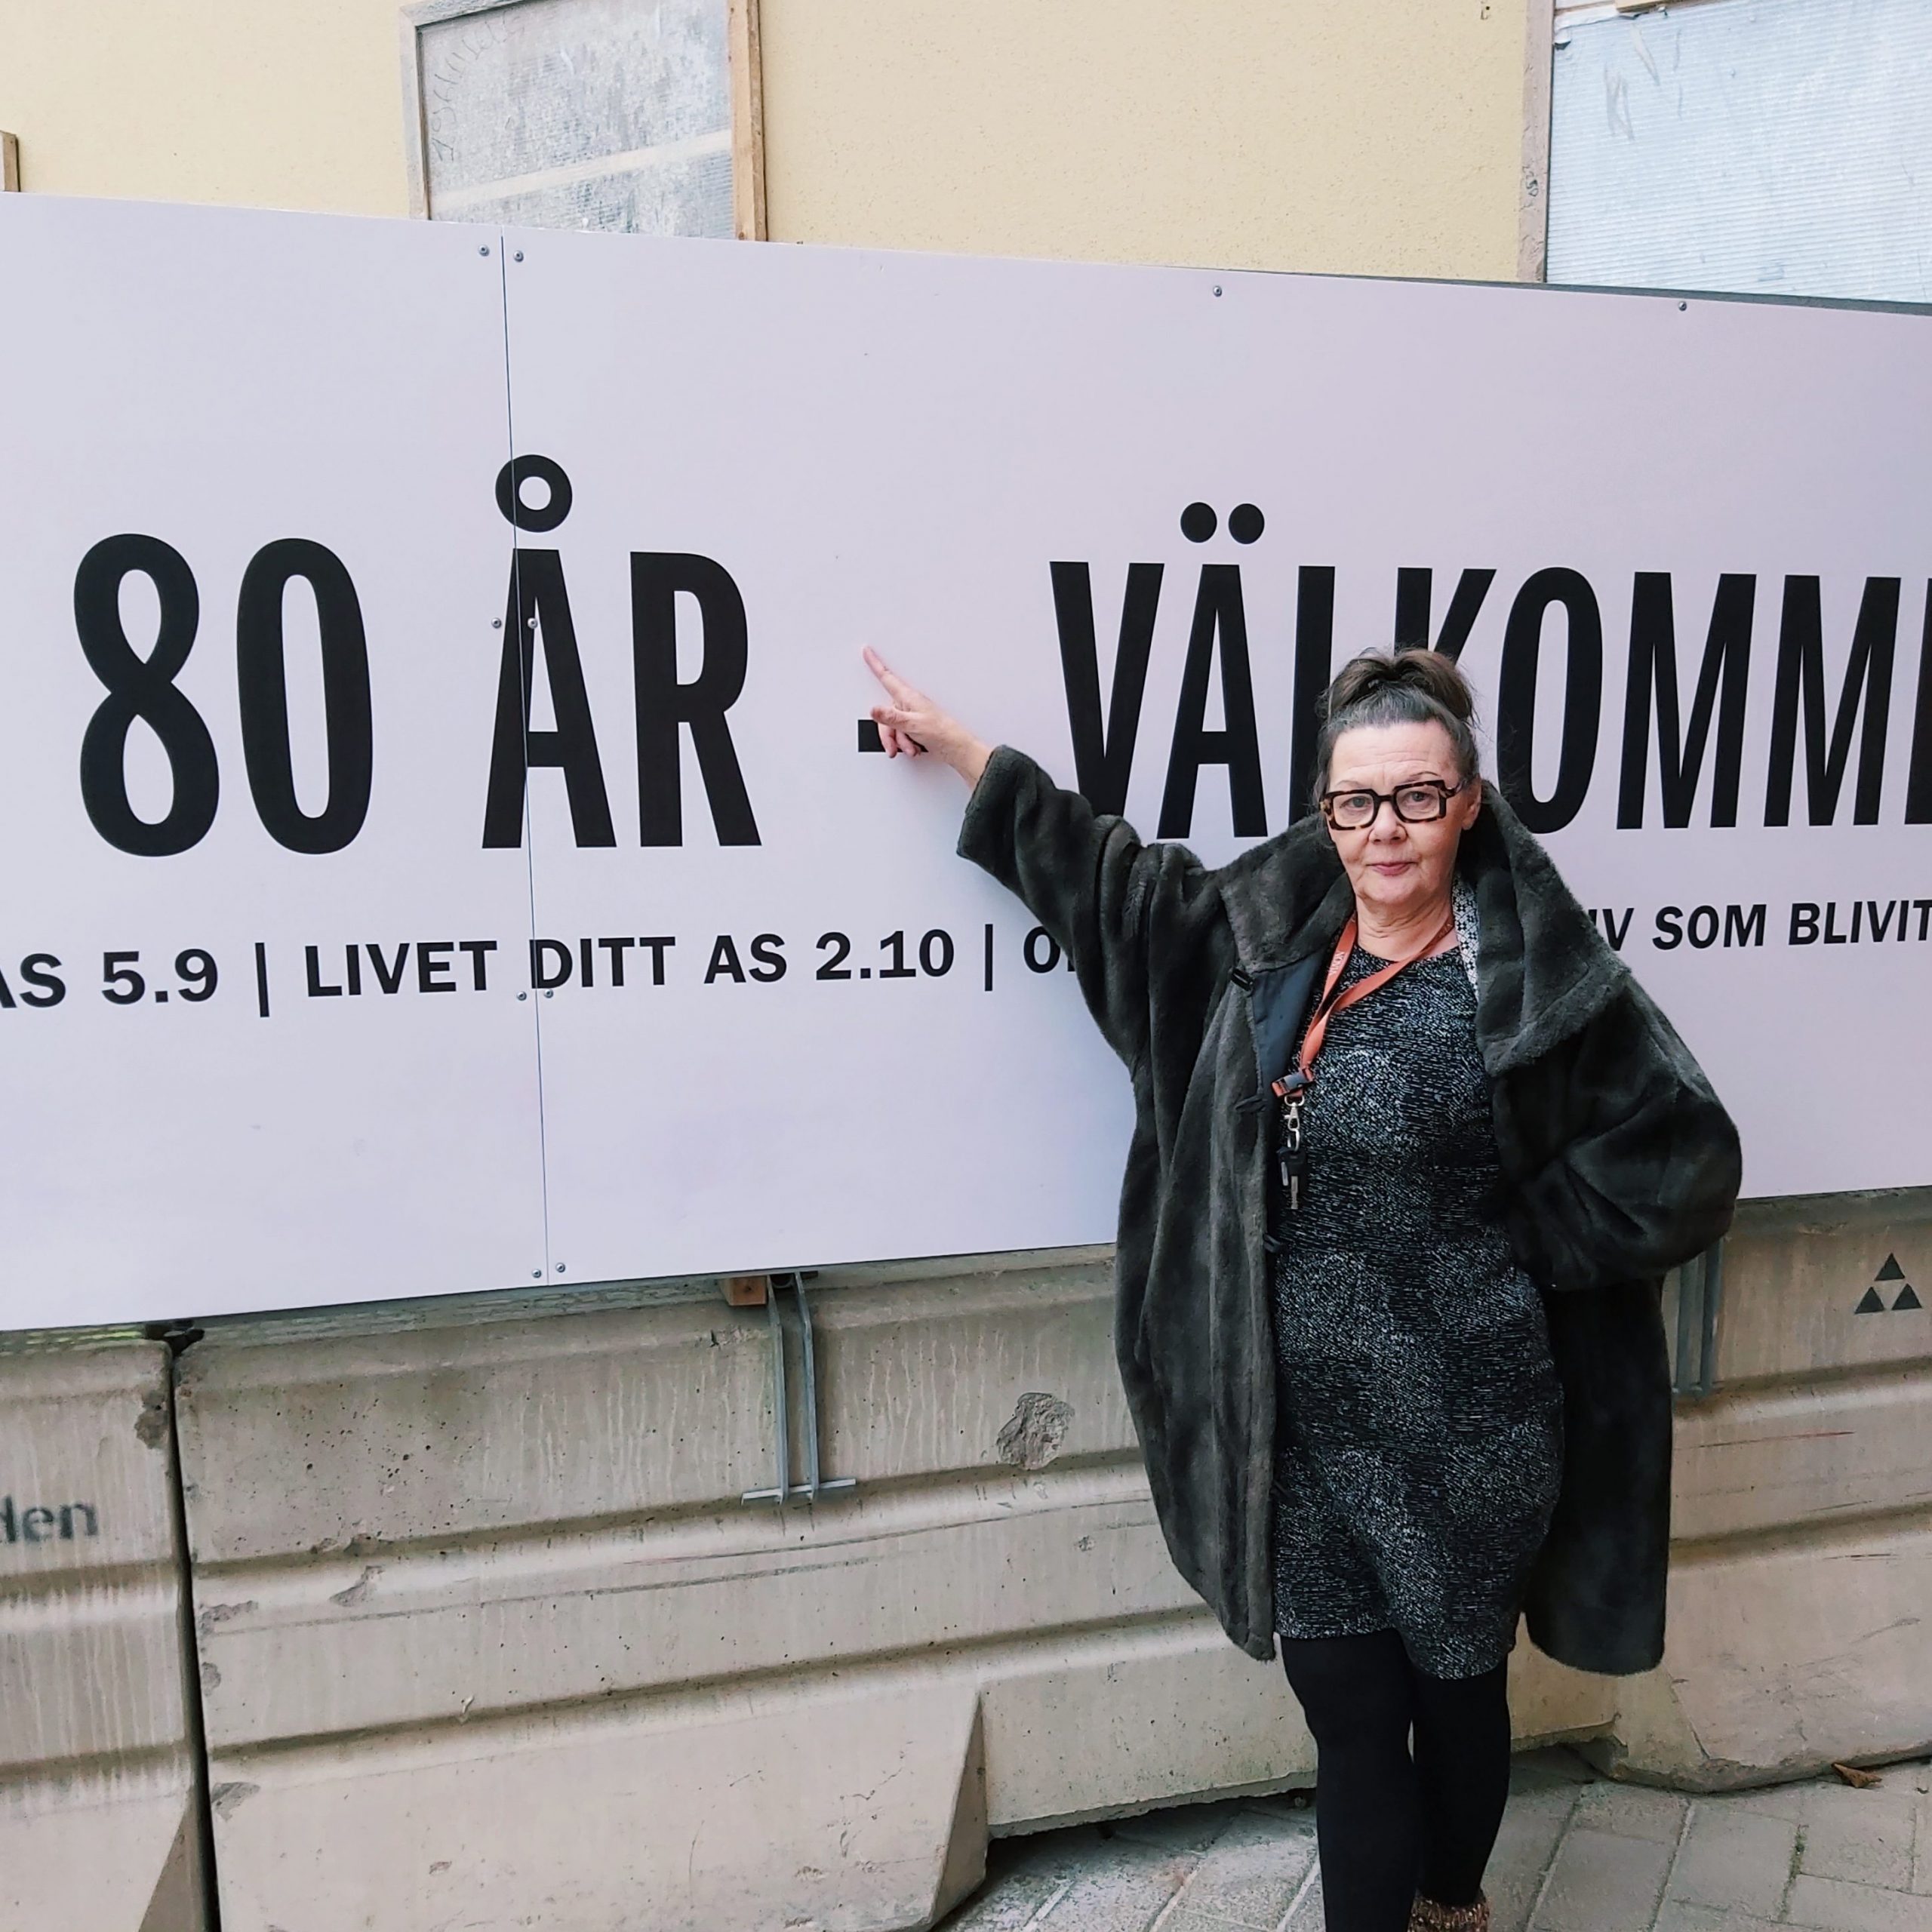 80 ÅR - VÄLKOMM
AS 5.9 | LIVET DITT AS 2.10 | SOM BLIVIT
den